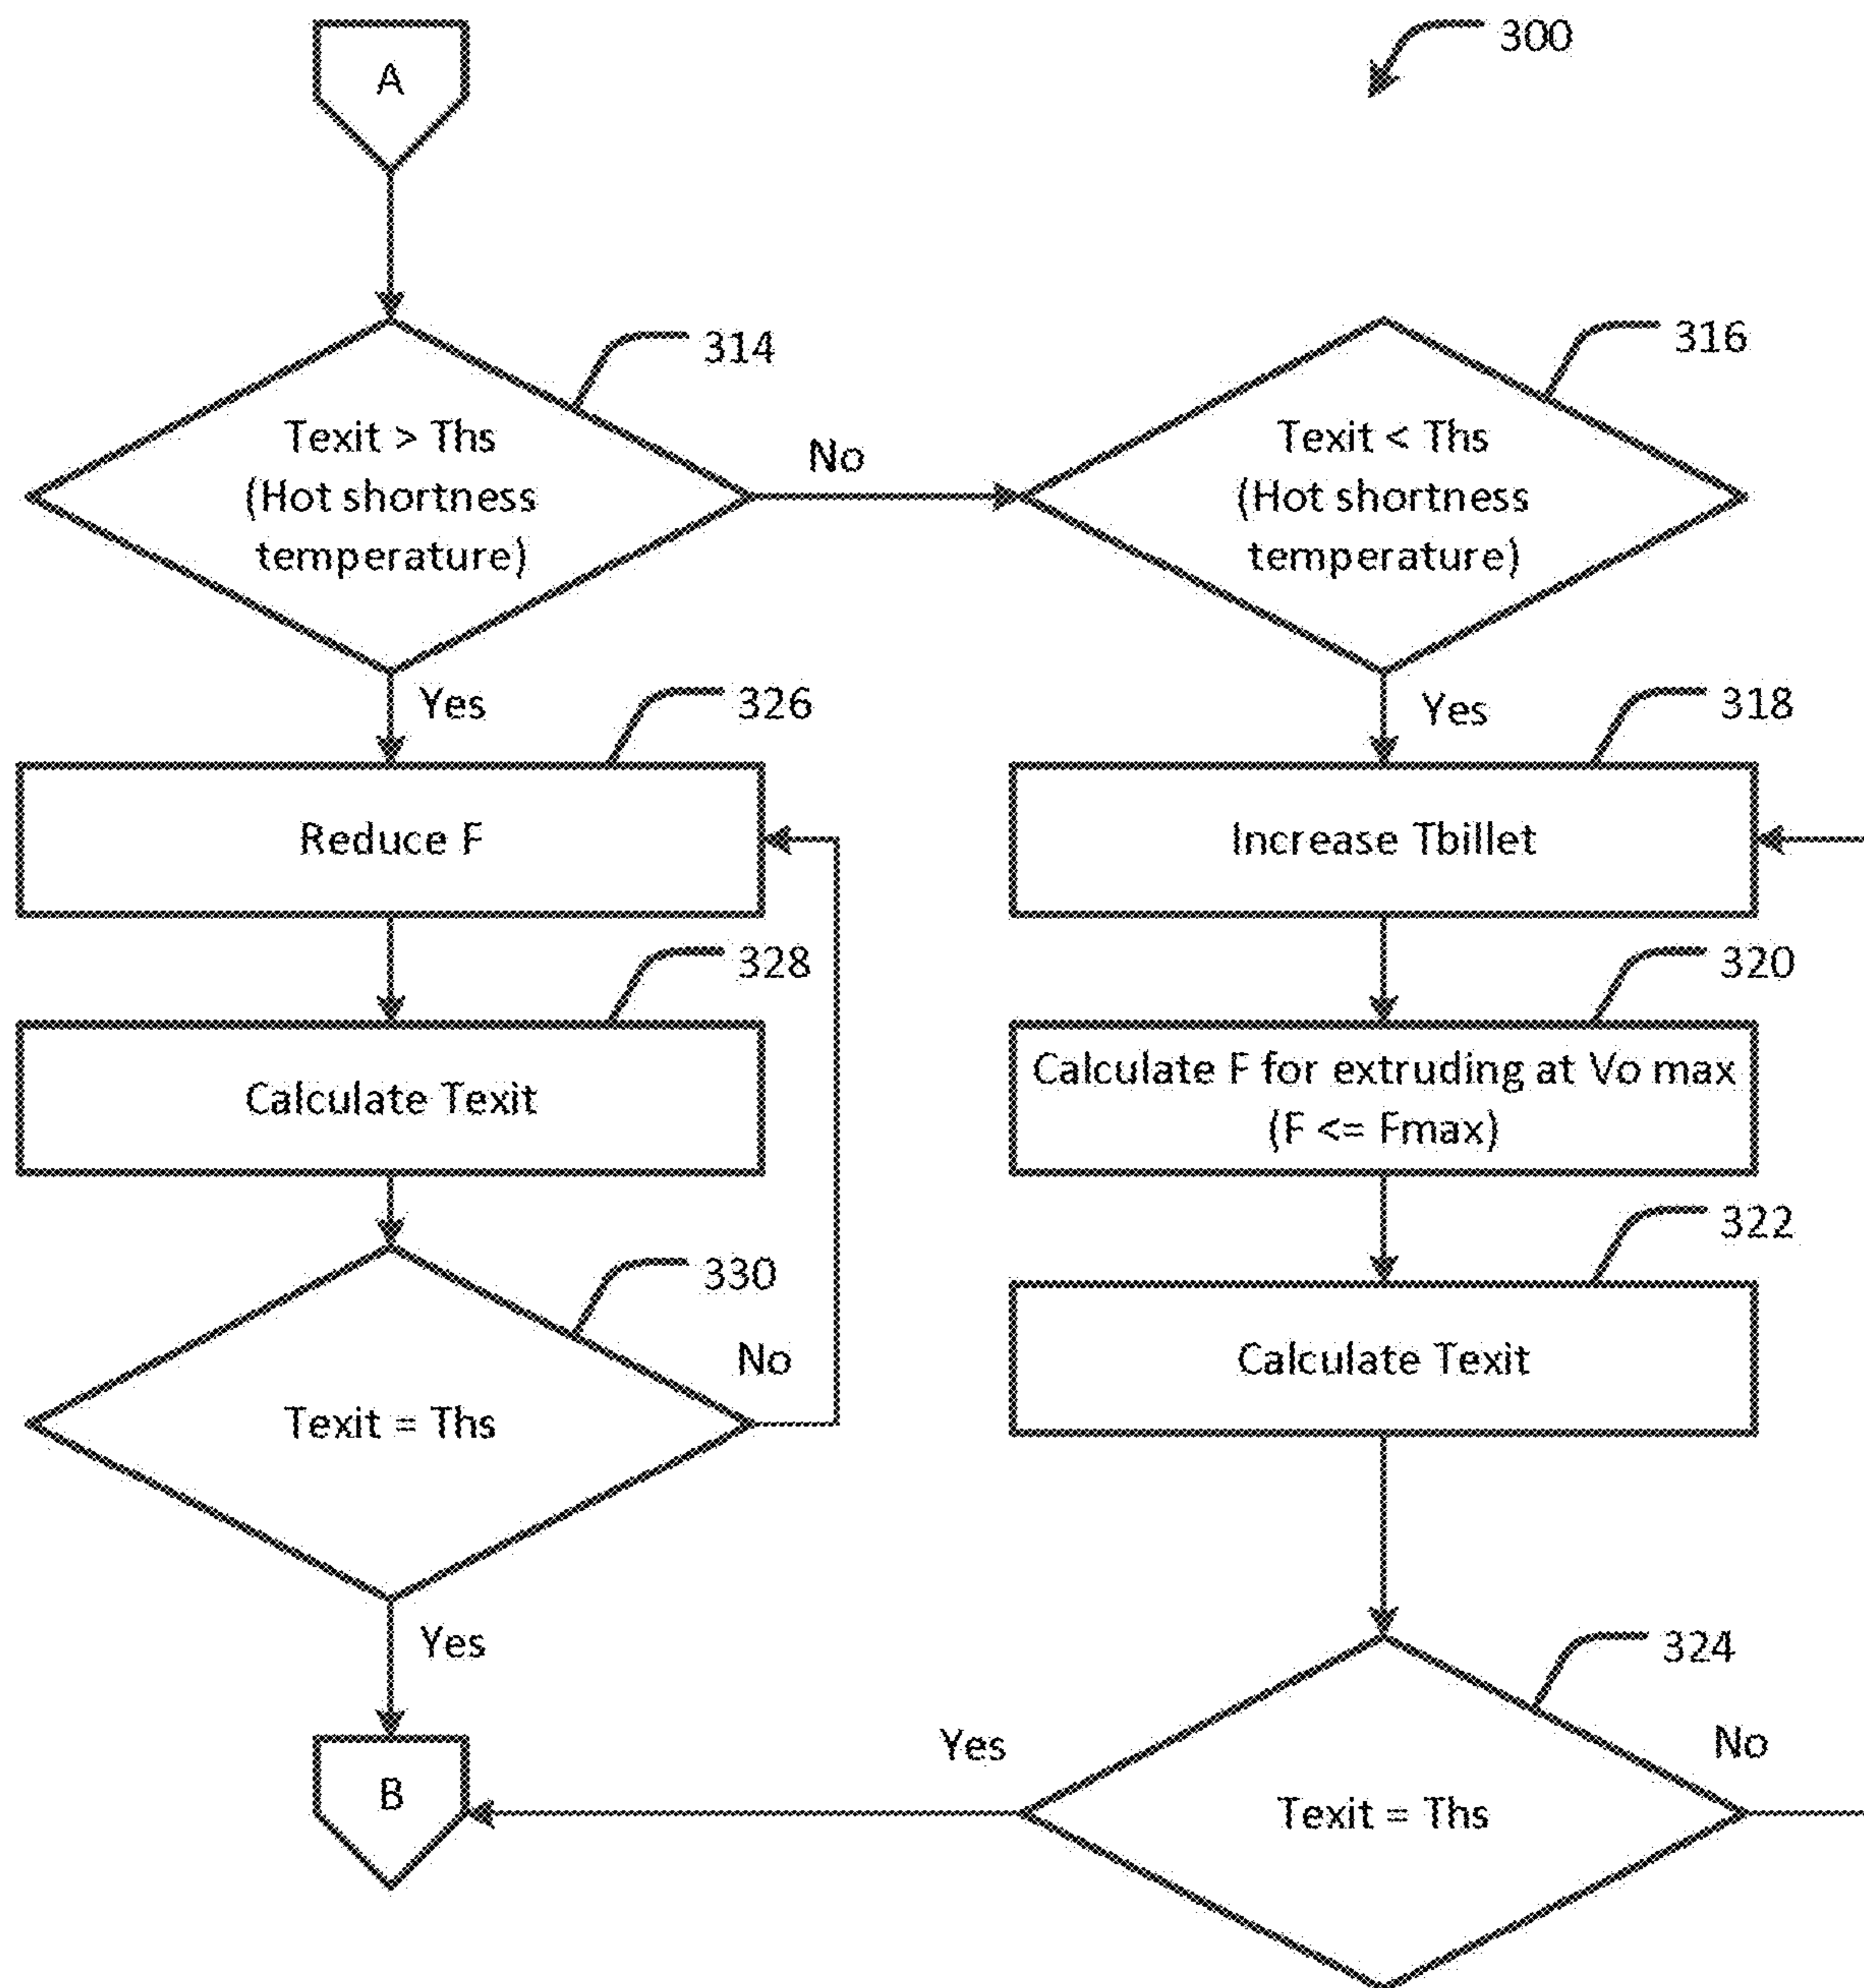 A
300
314
Texit > Ths
(Hot shortness
temperature)
No
316
Texit < Ths
(Hot shortness
temperature)
Yes
326
Reduce F
Yes
318
Increase Tbillet
328
Calculate Texit
320
Calculate F for extruding at Vo max
(F <= Fmax)
322
Calculate Texit
330
No
Texit = Ths
Yes
B
324
Yes
No
Texit = Ths